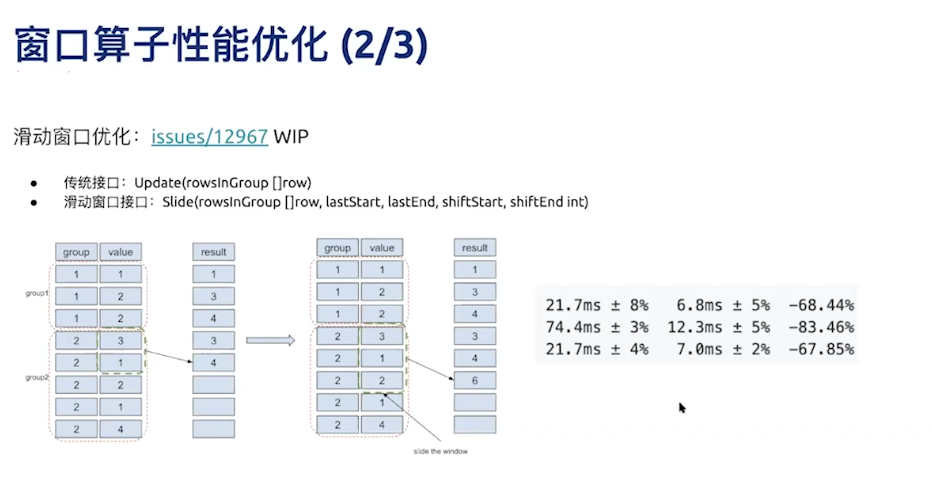 窗口算子性能优化 (2/3)
滑动窗口优化：issues/12967 WIP
● 传统接口：Update(rowsInGroup []row)
● 滑动窗口接口：Slide(rowsInGroup []row, lastStart, lastEnd, shiftStart, shiftEnd int)
group value result
1 1 1
1 2 3
1 2 4
2 3 3
2 1 4
2 2
2 1
2 4
group1
group2
group value result
1 1 1
1 2 3
1 2 4
2 3 3
2 1 4
2 2 6
2 1
2 4
slide the window
21.7ms ± 8% 6.8ms ± 5% -68.44%
74.4ms ± 3% 12.3ms ± 5% -83.46%
21.7ms ± 4% 7.0ms ± 2% -67.85%